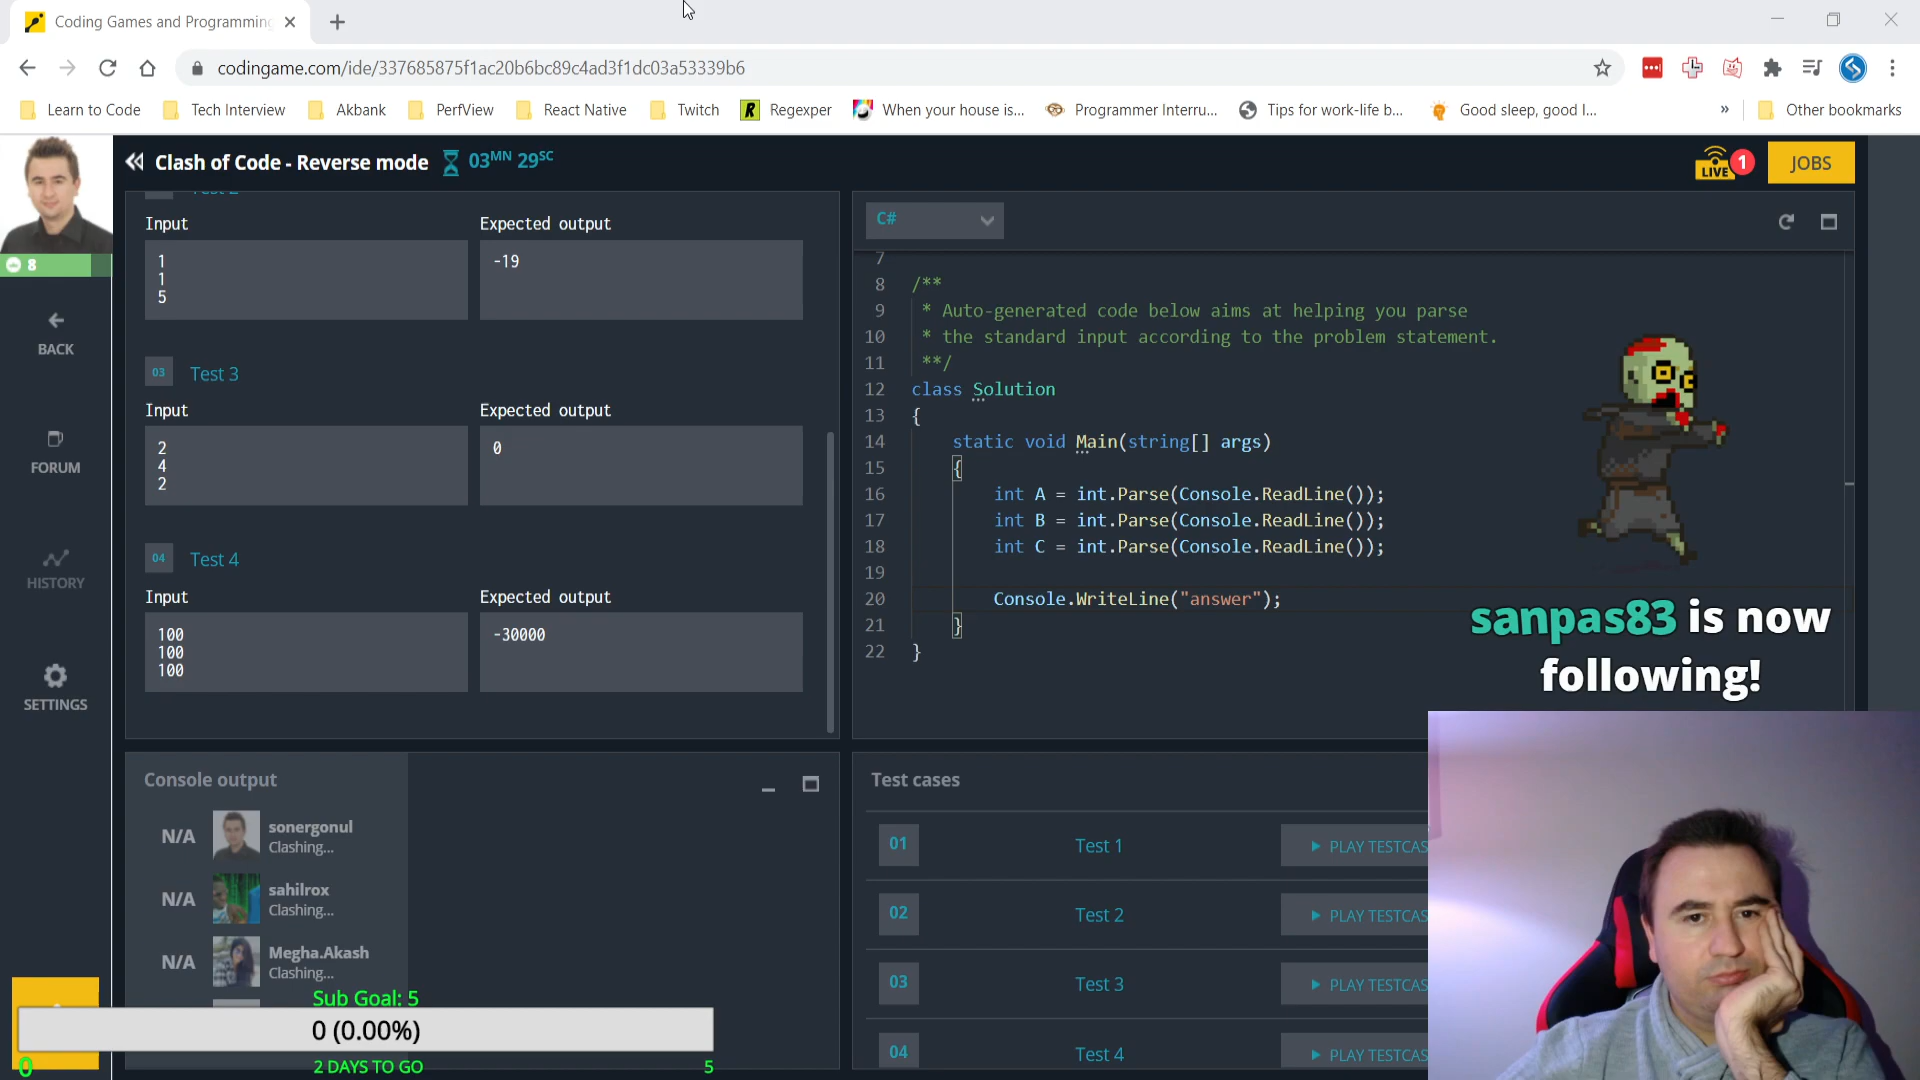 Coding Games and Programming
codingame.com/ide/337685875f1ac20b6bc89c4ad3f1dc03a53339b6
Learn to Code
Tech Interview
Akbank
PerfView
React Native
Twitch
Regexper
When your house is...
Programmer Interru...
Tips for work-life b...
Good sleep, good l...
»
Other bookmarks
Clash of Code - Reverse mode
03MN 29SC
LIVE
1
JOBS
8
BACK
FORUM
HISTORY
SETTINGS
Input
Expected output
1
1
5
-19
03
Test 3
Input
Expected output
2
4
2
0
04
Test 4
Input
Expected output
100
100
100
-30000
C#
7
8 /**
9 * Auto-generated code below aims at helping you parse
10 * the standard input according to the problem statement.
11 **/
12 class Solution
13 {
14 static void Main(string[] args)
15 {
16 int A = int.Parse(Console.ReadLine());
17 int B = int.Parse(Console.ReadLine());
18 int C = int.Parse(Console.ReadLine());
19
20 Console.WriteLine("answer");
21 }
22 }
sanpas83 is now
following!
Console output
N/A
sonergonul
Clashing...
N/A
sahilrox
Clashing...
N/A
Megha.Akash
Clashing...
Sub Goal: 5
0 (0.00%)
0
2 DAYS TO GO
5
Test cases
01
Test 1
PLAY TESTCAS
02
Test 2
PLAY TESTCAS
03
Test 3
PLAY TESTCAS
04
Test 4
PLAY TESTCAS